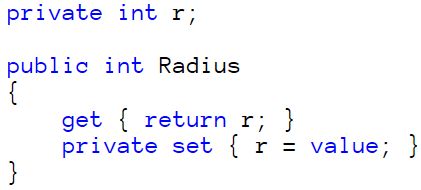 private int r;
public int Radius
{
    get { return r; }
    private set { r = value; }
}